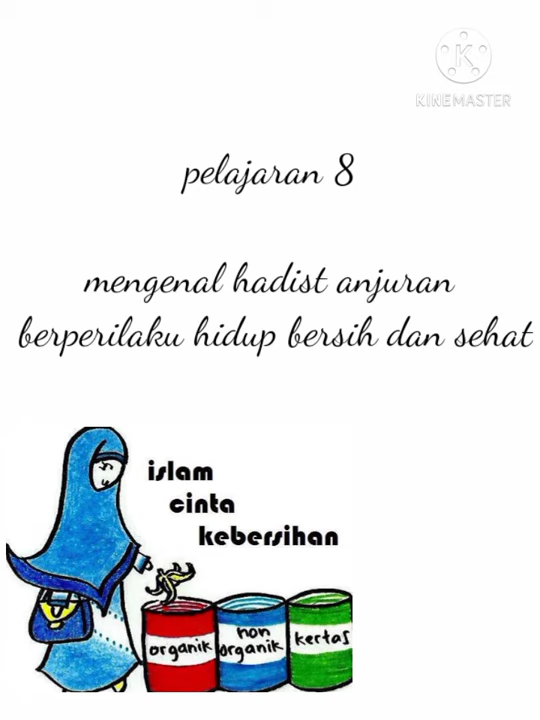 KINEMASTER
pelajaran 8
mengenal hadist anjuran
berperilaku hidup bersih dan sehat
islam
cinta
kebersihan
organik
non
organik
kertas